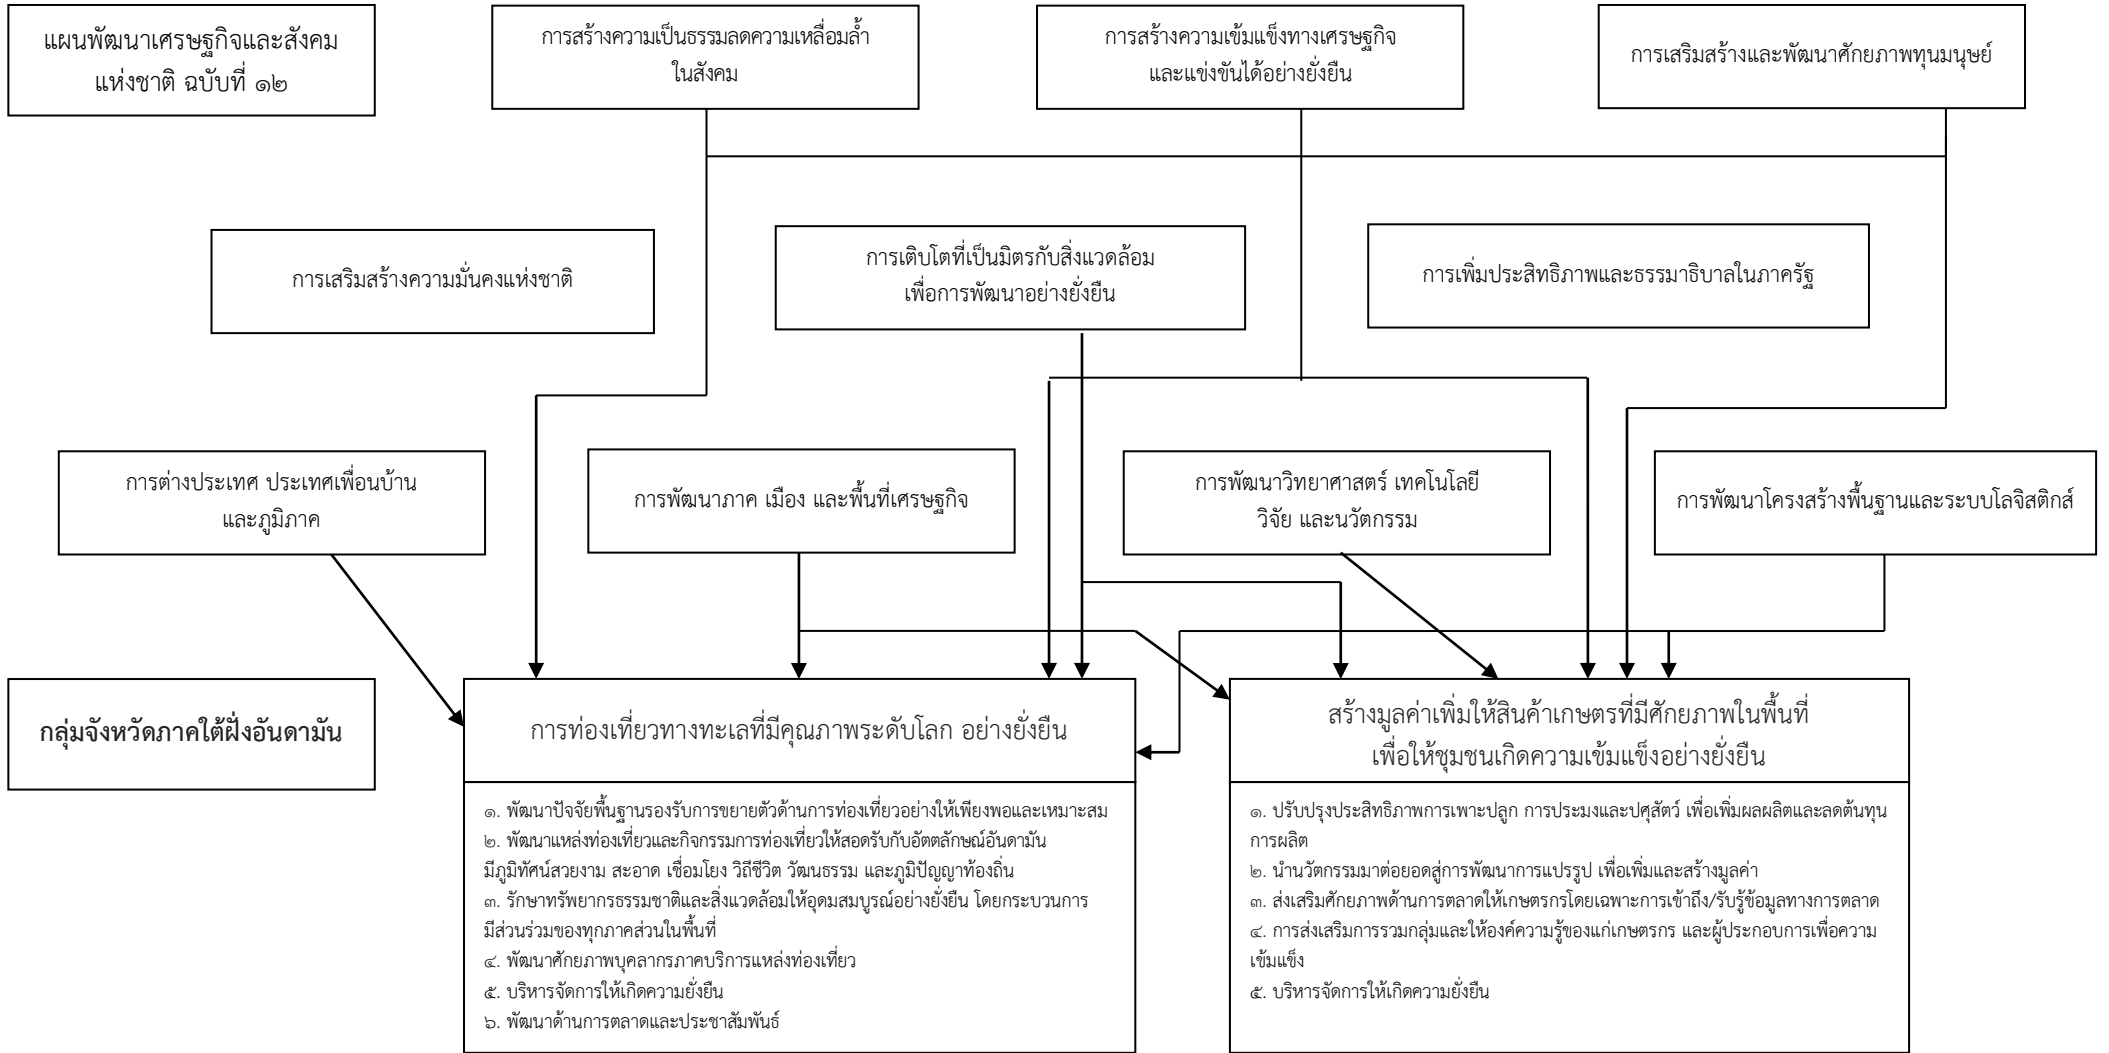 แผนพัฒนาเศรษฐกิจและสังคม
แห่งชาติ ฉบับที่ ๑๒
การสร้างความเป็นธรรมลดความเหลื่อมล้ำ
ในสังคม
การสร้างความเข้มแข็งทางเศรษฐกิจ
และแข่งขันได้อย่างยั่งยืน
การเสริมสร้างและพัฒนาศักยภาพทุนมนุษย์
การเสริมสร้างความมั่นคงแห่งชาติ
การเติบโตที่เป็นมิตรกับสิ่งแวดล้อม
เพื่อการพัฒนาอย่างยั่งยืน
การเพิ่มประสิทธิภาพและธรรมาธิบาลในภาครัฐ
การต่างประเทศ ประเทศเพื่อนบ้าน
และภูมิภาค
การพัฒนาภาค เมือง และพื้นที่เศรษฐกิจ
การพัฒนาวิทยาศาสตร์ เทคโนโลยี
วิจัย และนวัตกรรม
การพัฒนาโครงสร้างพื้นฐานและระบบโลจิสติกส์
กลุ่มจังหวัดภาคใต้ฝั่งอันดามัน
การท่องเที่ยวทางทะเลที่มีคุณภาพระดับโลก อย่างยั่งยืน
๑. พัฒนาปัจจัยพื้นฐานรองรับการขยายตัวด้านการท่องเที่ยวอย่างให้เพียงพอและเหมาะสม
๒. พัฒนาแหล่งท่องเที่ยวและกิจกรรมการท่องเที่ยวให้สอดรับกับอัตตลักษณ์อันดามัน
มีภูมิทัศน์สวยงาม สะอาด เชื่อมโยง วิถีชีวิต วัฒนธรรม และภูมิปัญญาท้องถิ่น
๓. รักษาทรัพยากรธรรมชาติและสิ่งแวดล้อมให้อุดมสมบูรณ์อย่างยั่งยืน โดยกระบวนการ
มีส่วนร่วมของทุกภาคส่วนในพื้นที่
๔. พัฒนาศักยภาพบุคลากรภาคบริการแหล่งท่องเที่ยว
๕. บริหารจัดการให้เกิดความยั่งยืน
๖. พัฒนาด้านการตลาดและประชาสัมพันธ์
สร้างมูลค่าเพิ่มให้สินค้าเกษตรที่มีศักยภาพในพื้นที่
เพื่อให้ชุมชนเกิดความเข้มแข็งอย่างยั่งยืน
๑. ปรับปรุงประสิทธิภาพการเพาะปลูก การประมงและปศุสัตว์ เพื่อเพิ่มผลผลิตและลดต้นทุน
การผลิต
๒. นำนวัตกรรมมาต่อยอดสู่การพัฒนาการแปรรูป เพื่อเพิ่มและสร้างมูลค่า
๓. ส่งเสริมศักยภาพด้านการตลาดให้เกษตรกรโดยเฉพาะการเข้าถึง/รับรู้ข้อมูลทางการตลาด
๔. การส่งเสริมการรวมกลุ่มและให้องค์ความรู้ของแก่เกษตรกร และผู้ประกอบการเพื่อความ
เข้มแข็ง
๕. บริหารจัดการให้เกิดความยั่งยืน